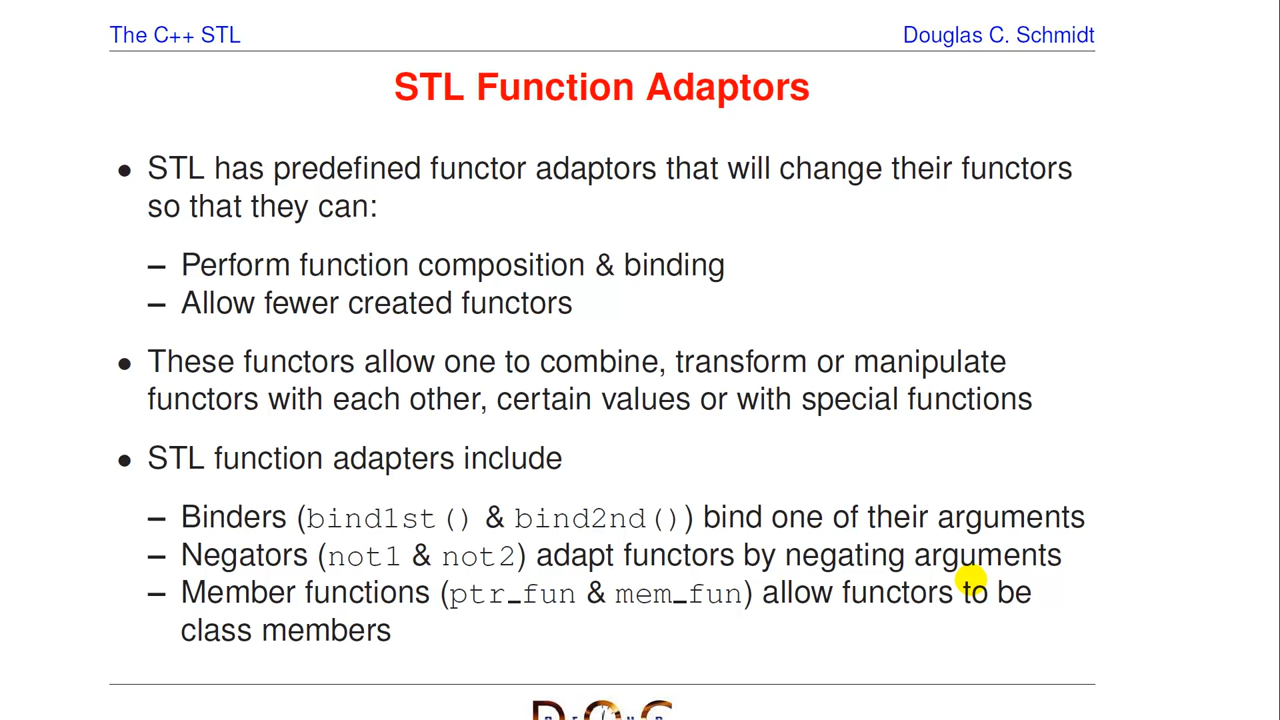 The C++ STL
Douglas C. Schmidt
STL Function Adaptors
• STL has predefined functor adaptors that will change their functors
so that they can:
– Perform function composition & binding
– Allow fewer created functors
• These functors allow one to combine, transform or manipulate
functors with each other, certain values or with special functions
• STL function adapters include
– Binders (bind1st() & bind2nd()) bind one of their arguments
– Negators (not1 & not2) adapt functors by negating arguments
– Member functions (ptr_fun & mem_fun) allow functors to be
class members